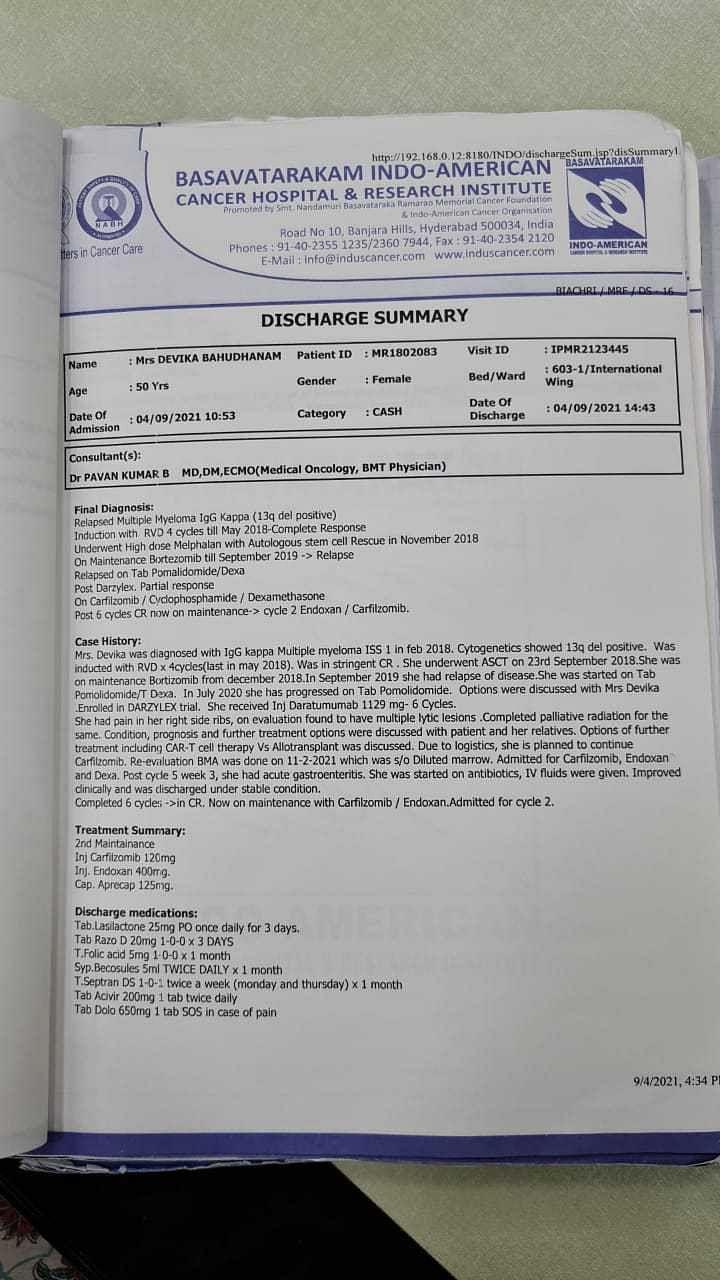 http://192.168.0.12:8180/INDO/dischargeSum.jsp?disSummary1.
BASAVATARAKAM INDO-AMERICAN
CANCER HOSPITAL & RESEARCH INSTITUTE
Promoted by Smt. Nandamuri Basavataraka Ramarao Memorial Cancer Foundation
& Indo-American Cancer Organisation
Road No 10, Banjara Hills, Hyderabad 500034, India
Phones : 91-40-2355 1235/2360 7944, Fax : 91-40-2354 2120
E-Mail : info@induscancer.com www.induscancer.com
NABH
tters in Cancer Care
BASAVATARAKAM
INDO-AMERICAN
CANCER HOSPITAL & RESEARCH INSTITUTE
BIACHRI / MRF / DS - 16
DISCHARGE SUMMARY
Name : Mrs DEVIKA BAHUDHANAM Patient ID : MR1802083 Visit ID : IPMR2123445
Age : 50 Yrs Gender : Female Bed/Ward : 603-1/International Wing
Date Of Admission : 04/09/2021 10:53 Category : CASH Date Of Discharge : 04/09/2021 14:43
Consultant(s):
Dr PAVAN KUMAR B MD,DM,ECMO(Medical Oncology, BMT Physician)
Final Diagnosis:
Relapsed Multiple Myeloma IgG Kappa (13q del positive)
Induction with RVD 4 cycles till May 2018-Complete Response
Underwent High dose Melphalan with Autologous stem cell Rescue in November 2018
On Maintenance Bortezomib till September 2019 -> Relapse
Relapsed on Tab Pomalidomide/Dexa
Post Darzylex. Partial response
On Carfilzomib / Cyclophosphamide / Dexamethasone
Post 6 cycles CR now on maintenance-> cycle 2 Endoxan / Carfilzomib.
Case History:
Mrs. Devika was diagnosed with IgG kappa Multiple myeloma ISS 1 in feb 2018. Cytogenetics showed 13q del positive. Was
inducted with RVD x 4cycles(last in may 2018). Was in stringent CR . She underwent ASCT on 23rd September 2018.She was
on maintenance Bortizomib from december 2018.In September 2019 she had relapse of disease.She was started on Tab
Pomolidomide/T Dexa. In July 2020 she has progressed on Tab Pomolidomide. Options were discussed with Mrs Devika
.Enrolled in DARZYLEX trial. She received Inj Daratumumab 1129 mg- 6 Cycles.
She had pain in her right side ribs, on evaluation found to have multiple lytic lesions .Completed palliative radiation for the
same. Condition, prognosis and further treatment options were discussed with patient and her relatives. Options of further
treatment including CAR-T cell therapy Vs Allotransplant was discussed. Due to logistics, she is planned to continue
Carfilzomib. Re-evaluation BMA was done on 11-2-2021 which was s/o Diluted marrow. Admitted for Carfilzomib, Endoxan
and Dexa. Post cycle 5 week 3, she had acute gastroenteritis. She was started on antibiotics, IV fluids were given. Improved
clinically and was discharged under stable condition.
Completed 6 cycles ->in CR. Now on maintenance with Carfilzomib / Endoxan.Admitted for cycle 2.
Treatment Summary:
2nd Maintainance
Inj Carfilzomib 120mg
Inj. Endoxan 400mg.
Cap. Aprecap 125mg.
Discharge medications:
Tab.Lasilactone 25mg PO once daily for 3 days.
Tab Razo D 20mg 1-0-0 x 3 DAYS
T.Folic acid 5mg 1-0-0 x 1 month
Syp.Becosules 5ml TWICE DAILY x 1 month
T.Septran DS 1-0-1 twice a week (monday and thursday) x 1 month
Tab Acivir 200mg 1 tab twice daily
Tab Dolo 650mg 1 tab SOS in case of pain
9/4/2021, 4:34 P